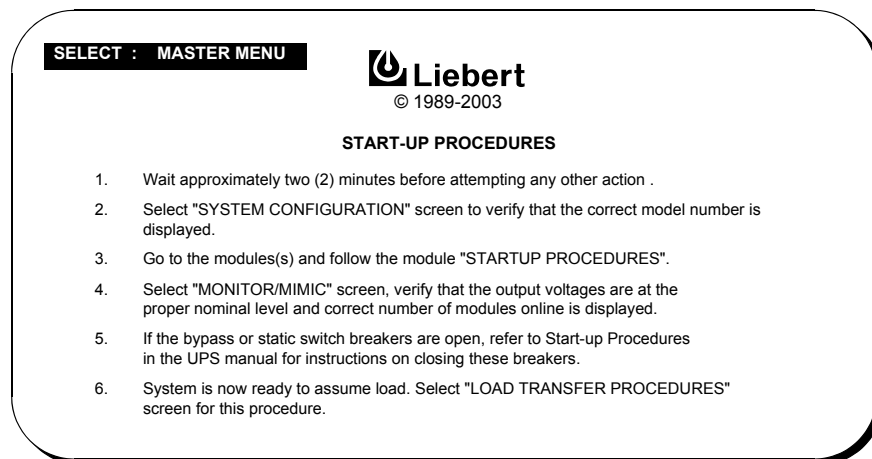 SELECT : MASTER MENU
Liebert
© 1989-2003
START-UP PROCEDURES
1. Wait approximately two (2) minutes before attempting any other action .
2. Select "SYSTEM CONFIGURATION" screen to verify that the correct model number is
displayed.
3. Go to the modules(s) and follow the module "STARTUP PROCEDURES".
4. Select "MONITOR/MIMIC" screen, verify that the output voltages are at the
proper nominal level and correct number of modules online is displayed.
5. If the bypass or static switch breakers are open, refer to Start-up Procedures
in the UPS manual for instructions on closing these breakers.
6. System is now ready to assume load. Select "LOAD TRANSFER PROCEDURES"
screen for this procedure.